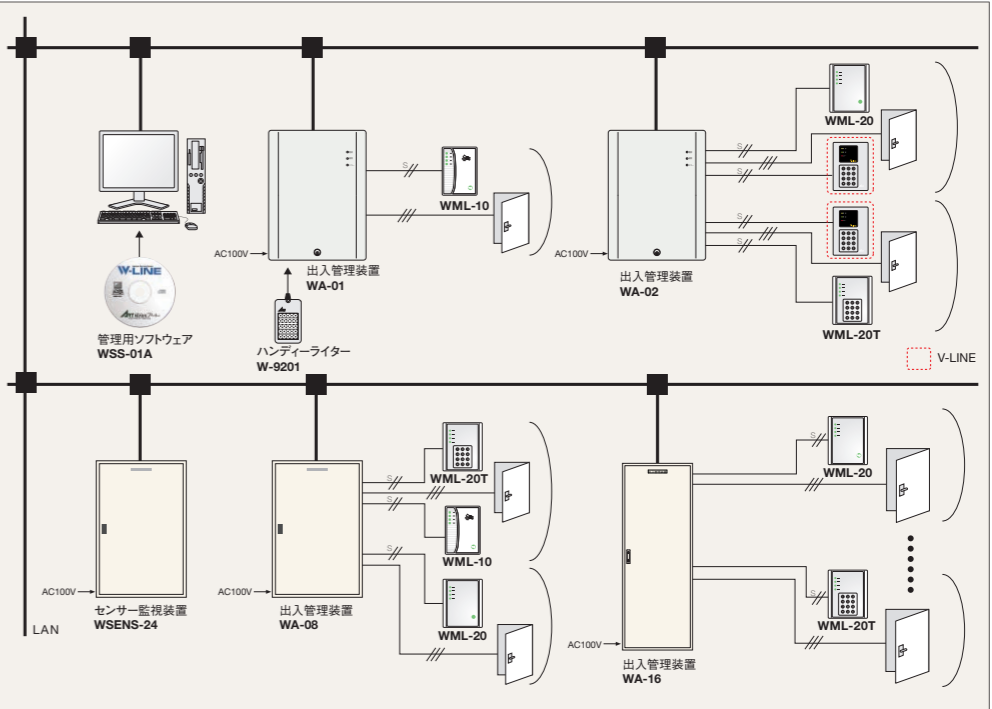 WML-20
S
S
S
WML-10
S
S
AC100V
出入管理装置
WA-01
AC100V
出入管理装置
WA-02
S
WML-20T
W-LINE
管理用ソフトウェア
WSS-01A
ハンディーライター
W-9201
V-LINE
S
WML-20T
S
WML-10
S
WML-20
S
WML-20
S
WML-20T
AC100V
センサー監視装置
WSENS-24
AC100V
出入管理装置
WA-08
AC100V
出入管理装置
WA-16
LAN